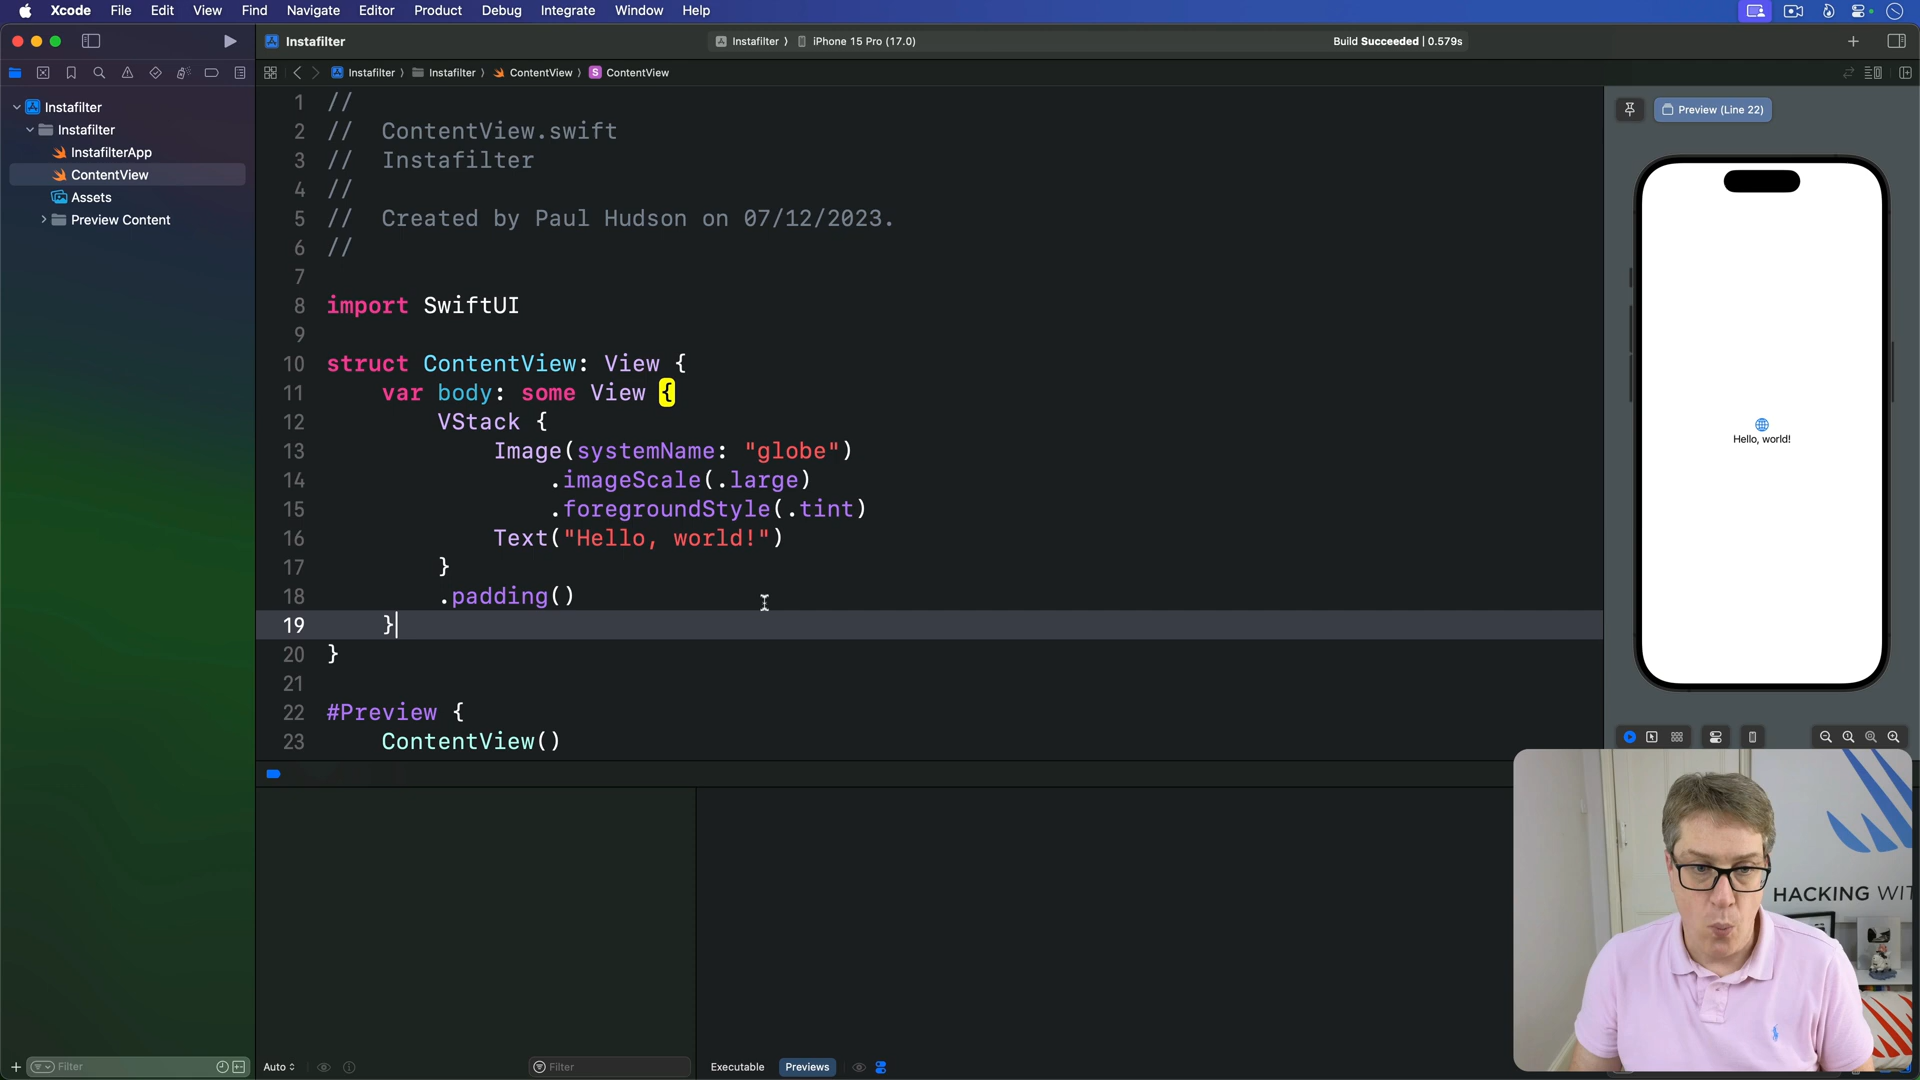 Xcode File Edit View Find Navigate Editor Product Debug Integrate Window Help
Instafilter
Instafilter 〉 iPhone 15 Pro (17.0)
Build Succeeded | 0.579s
Instafilter 〉 Instafilter 〉 ContentView 〉 S ContentView
Instafilter
Instafilter
InstafilterApp
ContentView
Assets
Preview Content
1 //
2 // ContentView.swift
3 // Instafilter
4 //
5 // Created by Paul Hudson on 07/12/2023.
6 //
7
8 import SwiftUI
9
10 struct ContentView: View {
11 var body: some View {
12 VStack {
13 Image(systemName: "globe")
14 .imageScale(.large)
15 .foregroundStyle(.tint)
16 Text("Hello, world!")
17 }
18 .padding()
19 }
20 }
21
22 #Preview {
23 ContentView()
Preview (Line 22)
Hello, world!
HACKING WIT
Filter
Auto
Filter
Executable Previews